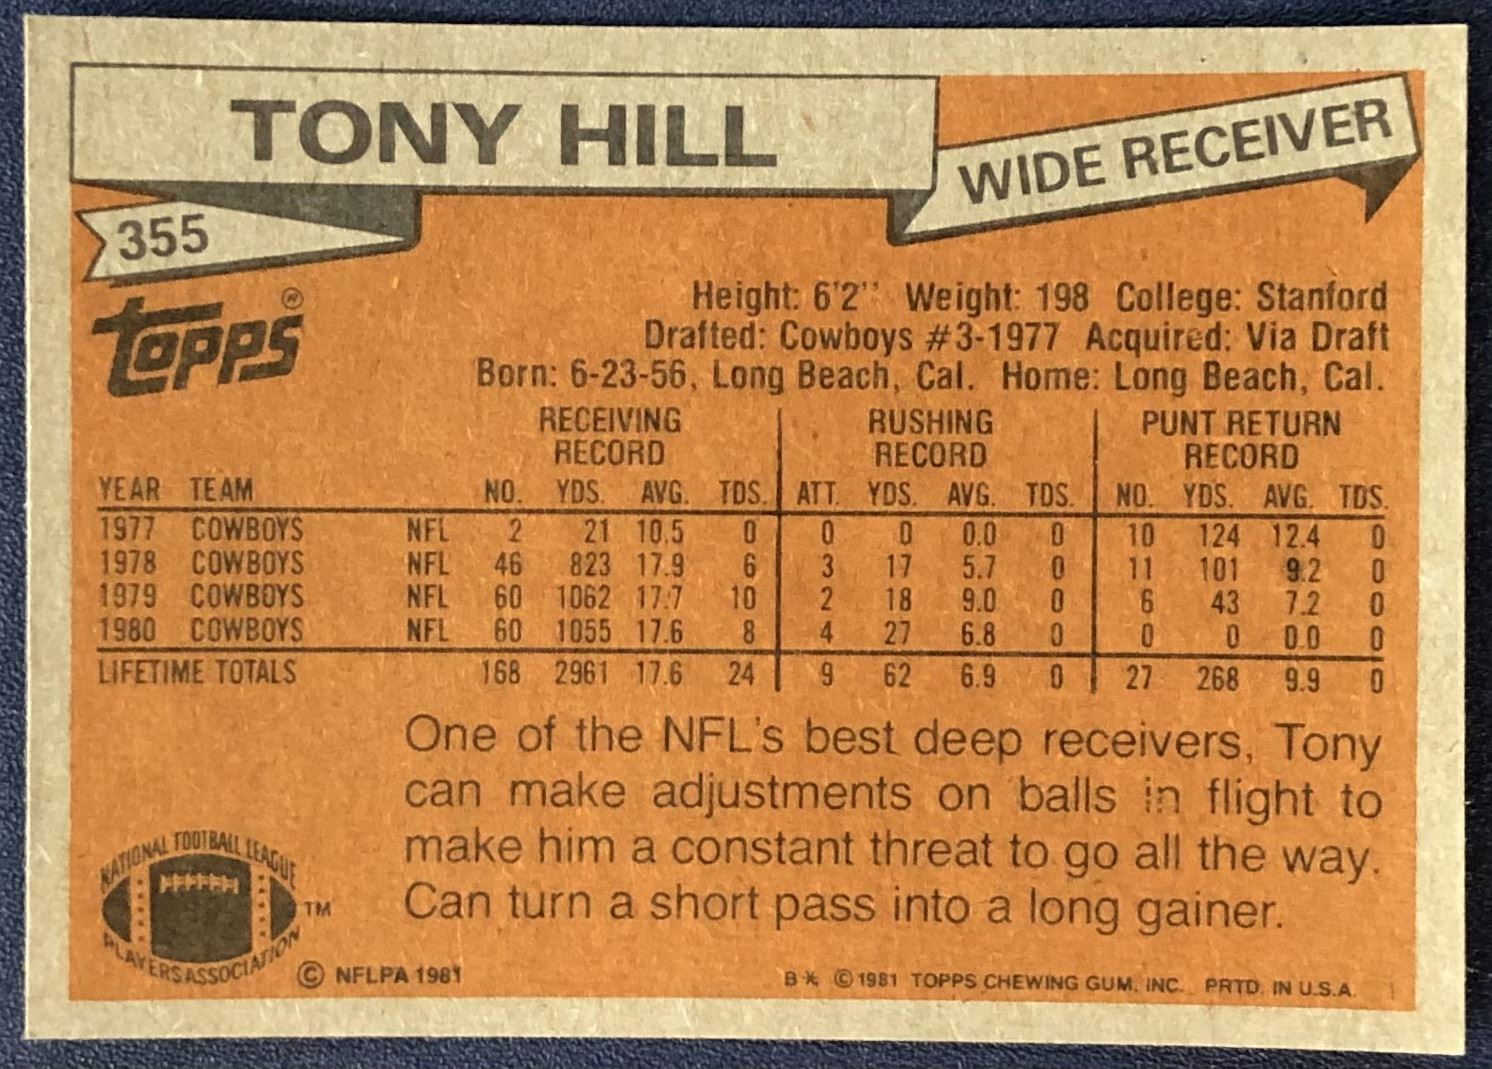 TONY HILL
WIDE RECEIVER
355
TOPPS ®
Height: 6'2'' Weight: 198 College: Stanford
Drafted: Cowboys #3-1977 Acquired: Via Draft
Born: 6-23-56, Long Beach, Cal. Home: Long Beach, Cal.
RECEIVING RECORD RUSHING RECORD PUNT RETURN RECORD
YEAR TEAM NO. YDS. AVG. TDS. ATT. YDS. AVG. TDS. NO. YDS. AVG. TDS.
1977 COWBOYS NFL 2 21 10.5 0 0 0 0.0 0 10 124 12.4 0
1978 COWBOYS NFL 46 823 17.9 6 3 17 5.7 0 11 101 9.2 0
1979 COWBOYS NFL 60 1062 17.7 10 2 18 9.0 0 6 43 7.2 0
1980 COWBOYS NFL 60 1055 17.6 8 4 27 6.8 0 0 0 0.0 0
LIFETIME TOTALS 168 2961 17.6 24 9 62 6.9 0 27 268 9.9 0
One of the NFL's best deep receivers, Tony
can make adjustments on balls in flight to
make him a constant threat to go all the way.
Can turn a short pass into a long gainer.
NATIONAL FOOTBALL LEAGUE
PLAYERS ASSOCIATION
TM
© NFLPA 1981
B* © 1981 TOPPS CHEWING GUM, INC. PRTD. IN U.S.A.